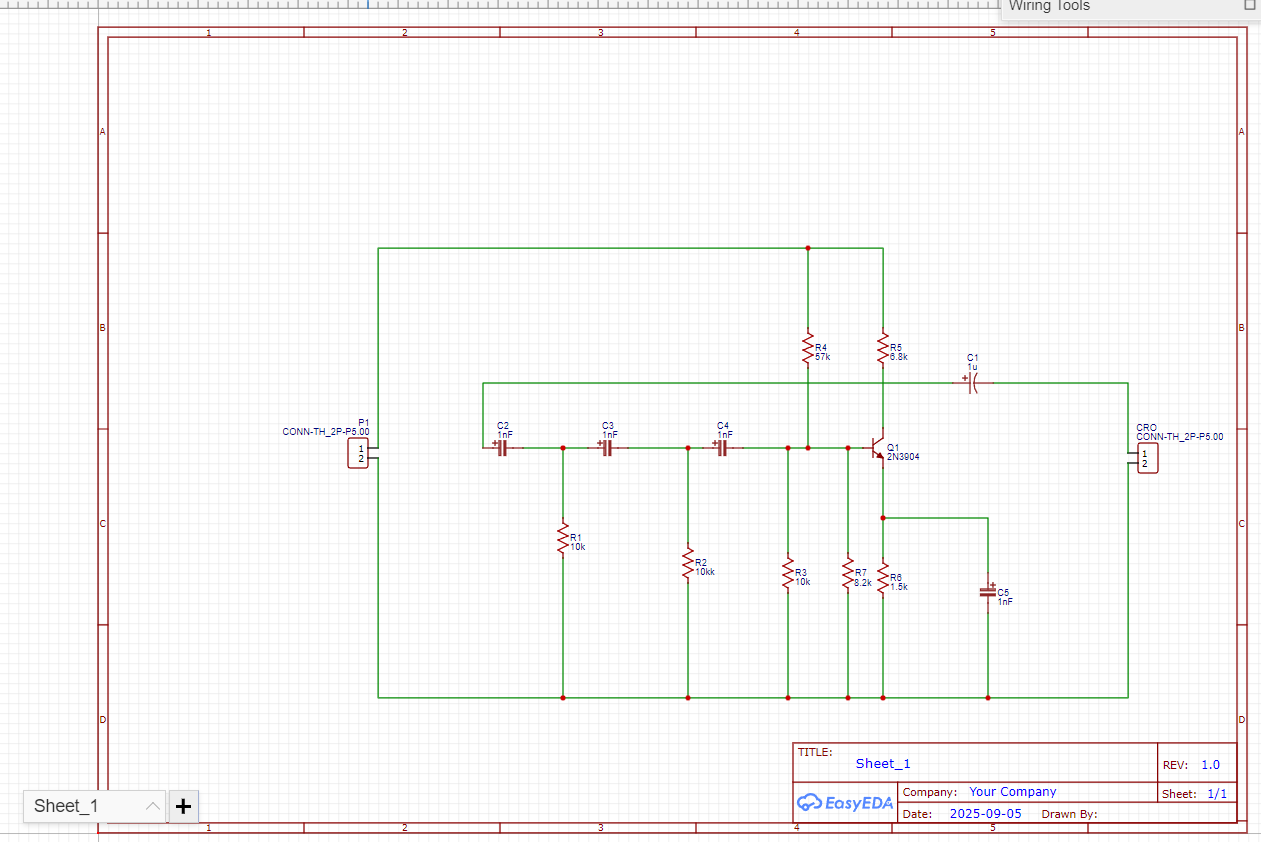 Wiring Tools
1 2 3 4 5
A A
B B
R4
57k
R5
6.8k
C1
1u
P1
CONN-TH_2P-P5.00
1
2
C2
1nF
C3
1nF
C4
1nF
Q1
2N3904
CRO
CONN-TH_2P-P5.00
1
2
C C
R1
10k
R2
10kk
R3
10k
R7
8.2k
R6
1.5k
C5
1nF
D D
TITLE:
Sheet_1
REV: 1.0
EasyEDA
Company: Your Company
Sheet: 1/1
Date: 2025-09-05 Drawn By:
Sheet_1
1 2 3 4 5